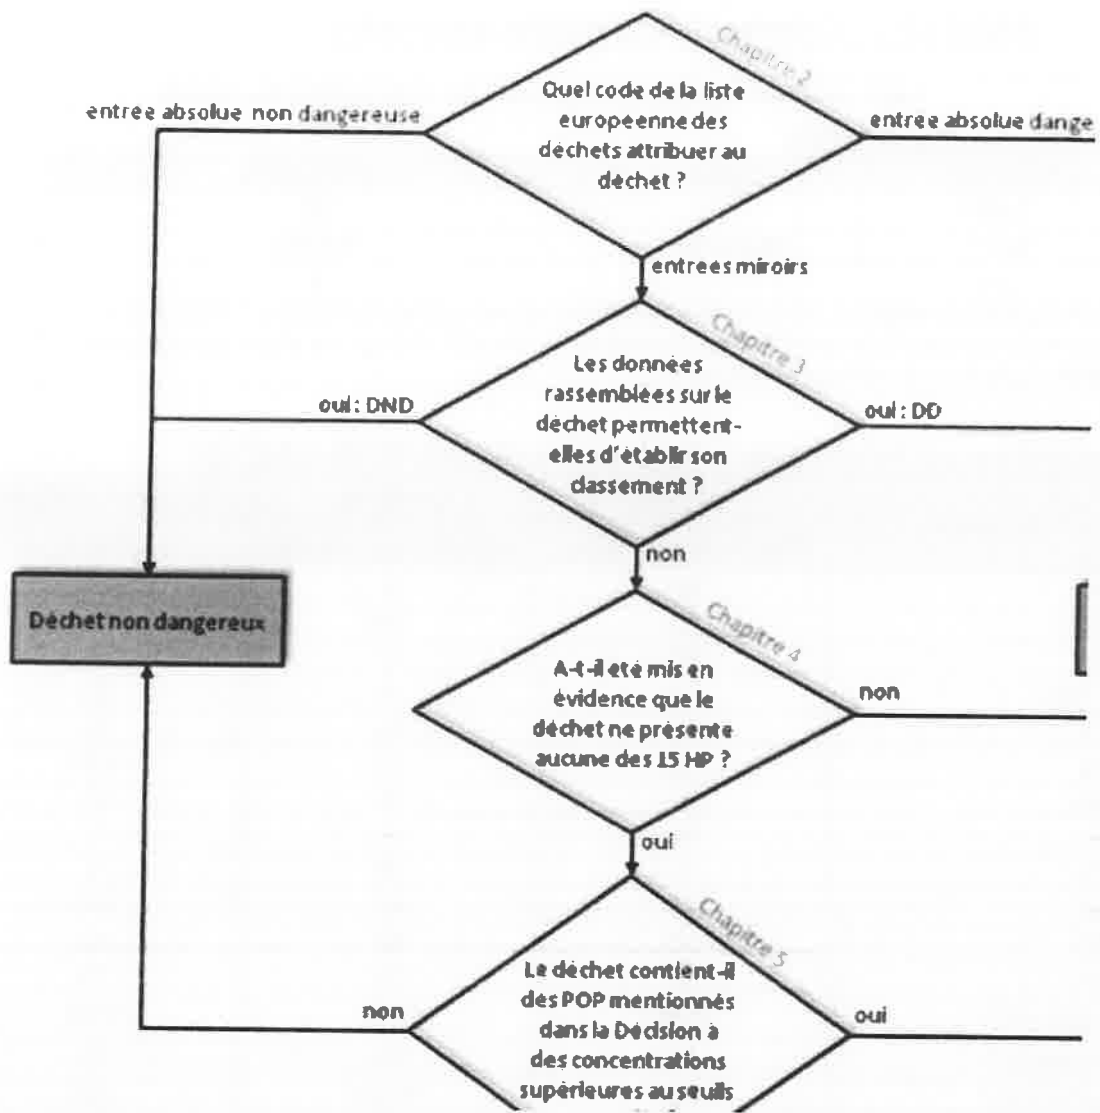 Chapitre 2
Quel code de la liste
européenne des
déchets attribuer au
déchet ?
entrée absolue non dangereuse
entrée absolue dange
entrées miroirs
Chapitre 3
Les données
rassemblées sur le
déchet permettent-
elles d'établir son
classement ?
oui : DND
oui : DD
non
Déchet non dangereux
Chapitre 4
A-t-il été mis en
évidence que le
déchet ne présente
aucune des 15 HP ?
non
oui
Chapitre 5
Le déchet contient-il
des POP mentionnés
dans la Décision à
des concentrations
supérieures au seuils
non
oui